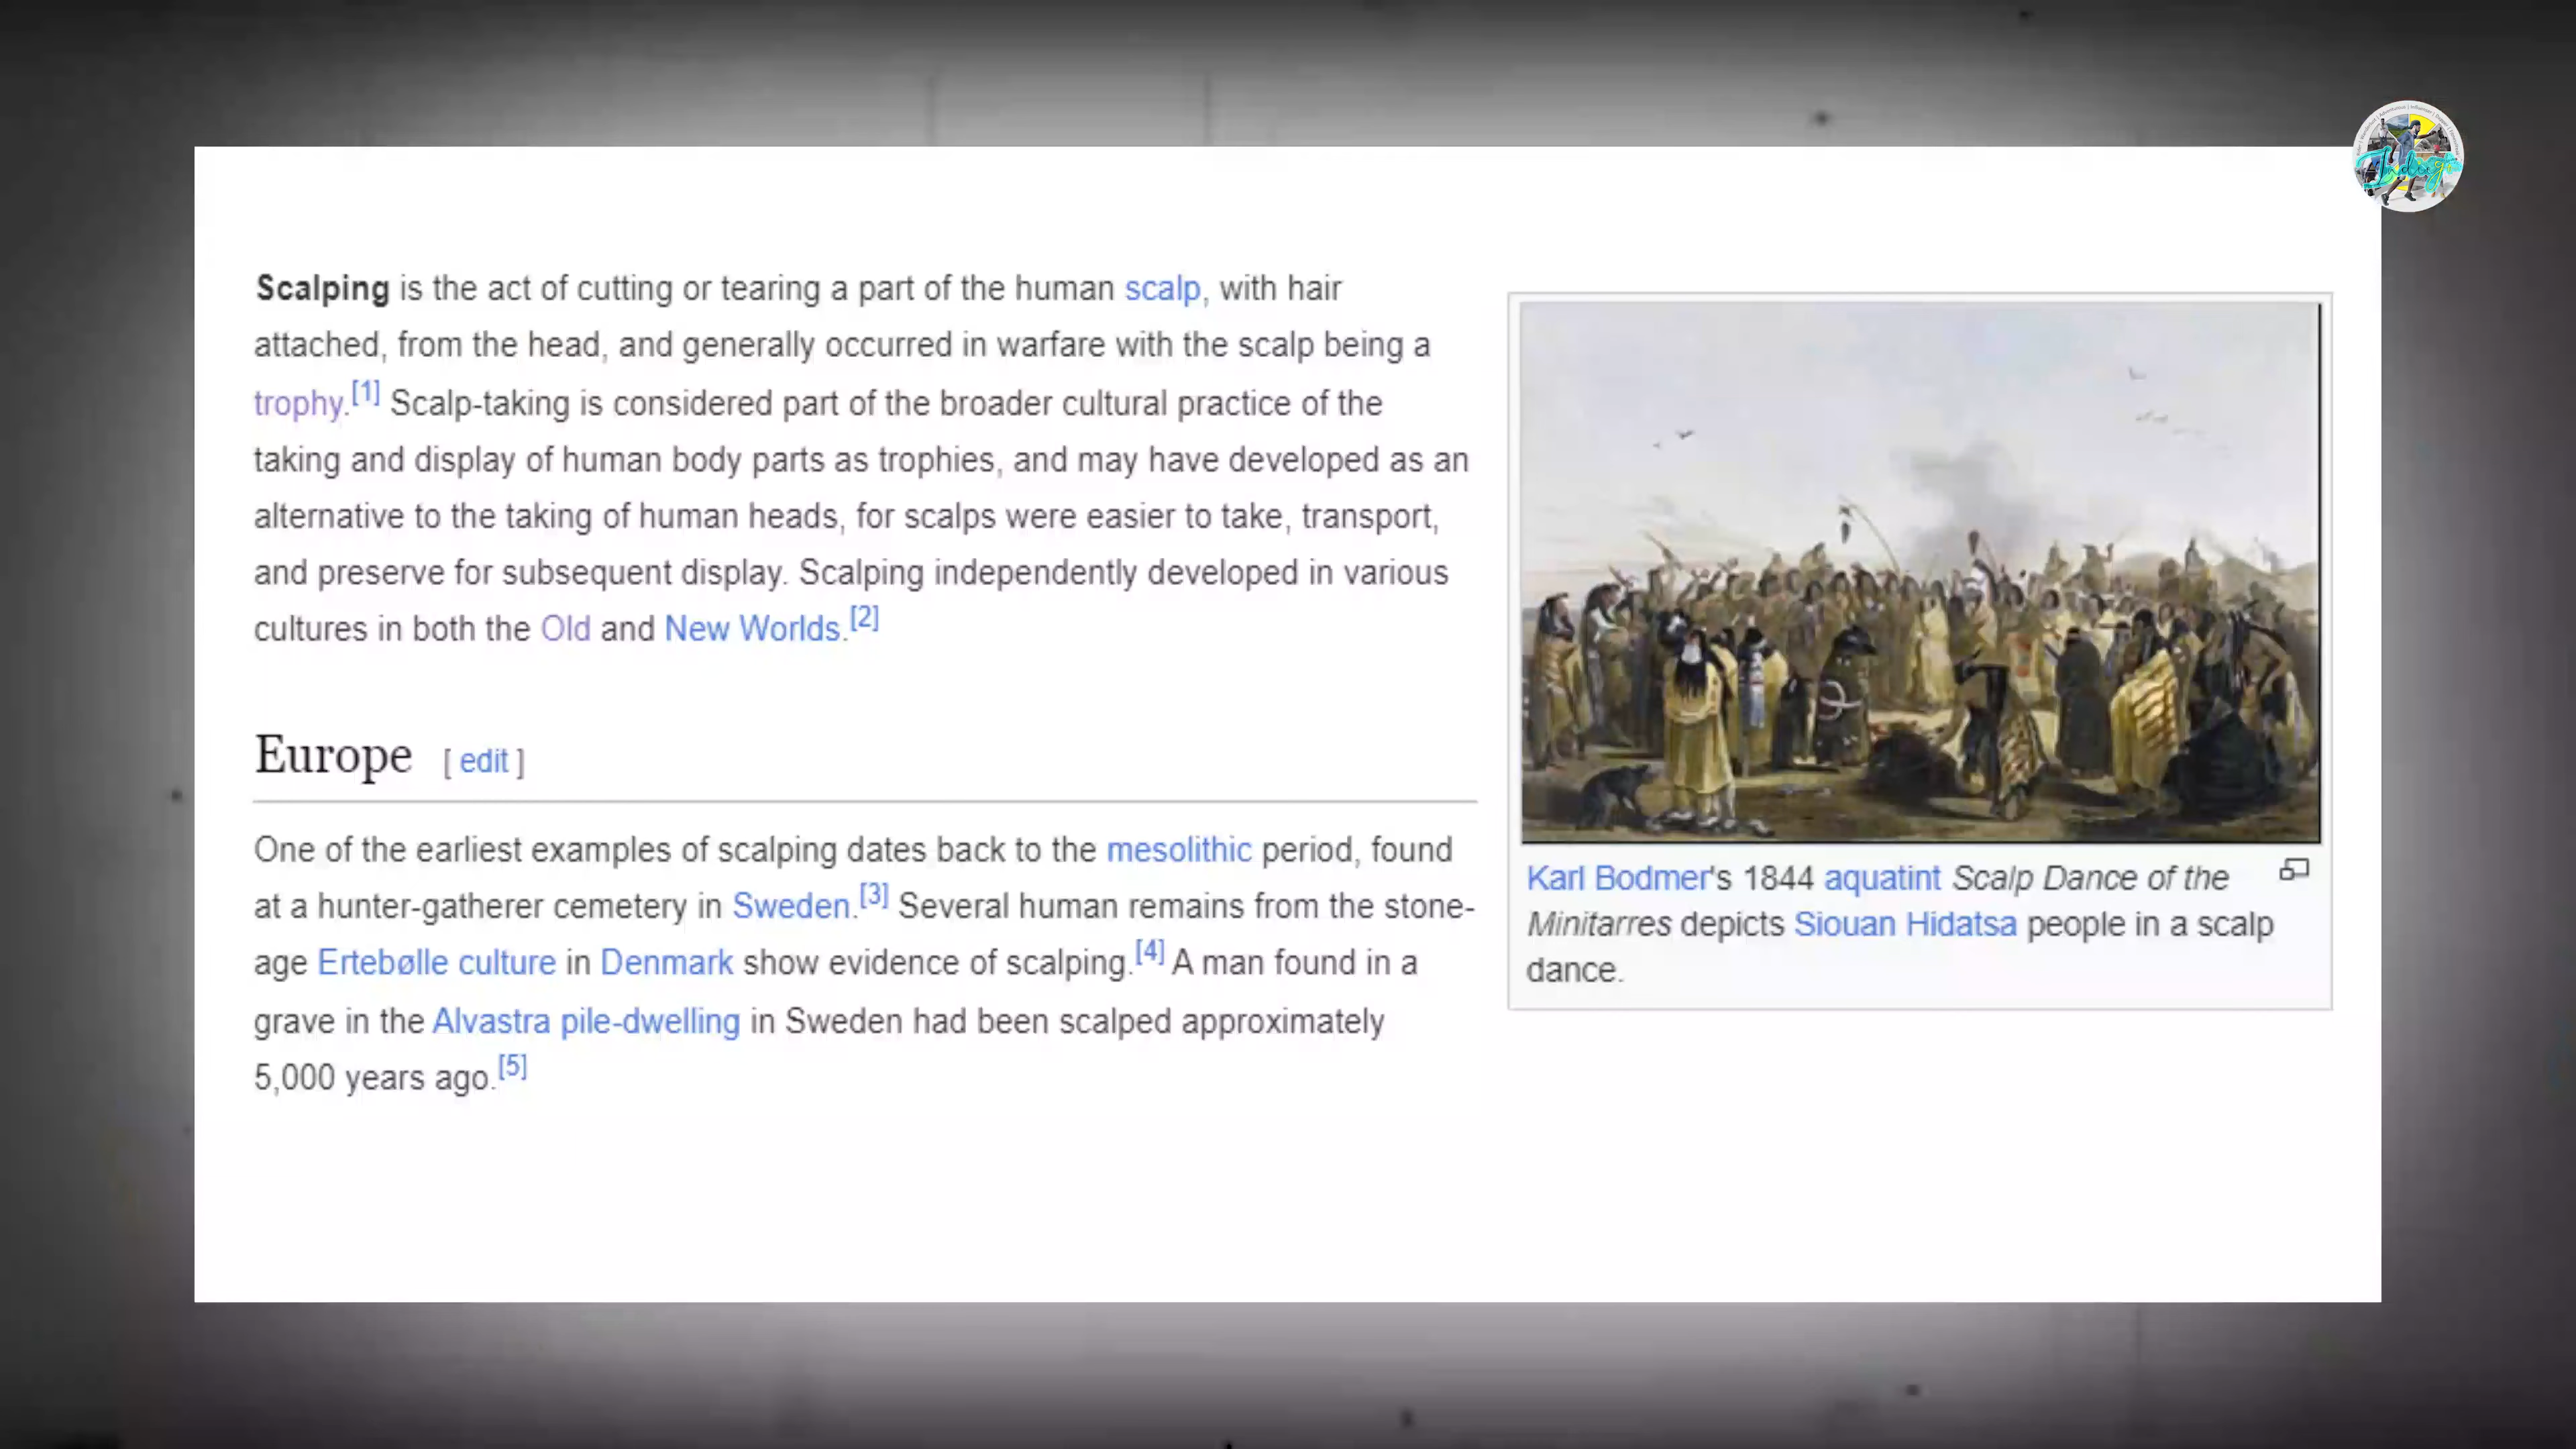 Scalping is the act of cutting or tearing a part of the human scalp, with hair
attached, from the head, and generally occurred in warfare with the scalp being a
trophy.[1] Scalp-taking is considered part of the broader cultural practice of the
taking and display of human body parts as trophies, and may have developed as an
alternative to the taking of human heads, for scalps were easier to take, transport,
and preserve for subsequent display. Scalping independently developed in various
cultures in both the Old and New Worlds.[2]
Europe [ edit ]
One of the earliest examples of scalping dates back to the mesolithic period, found
at a hunter-gatherer cemetery in Sweden.[3] Several human remains from the stone-
age Ertebølle culture in Denmark show evidence of scalping.[4] A man found in a
grave in the Alvastra pile-dwelling in Sweden had been scalped approximately
5,000 years ago.[5]
Karl Bodmer's 1844 aquatint Scalp Dance of the
Minitarres depicts Siouan Hidatsa people in a scalp
dance.